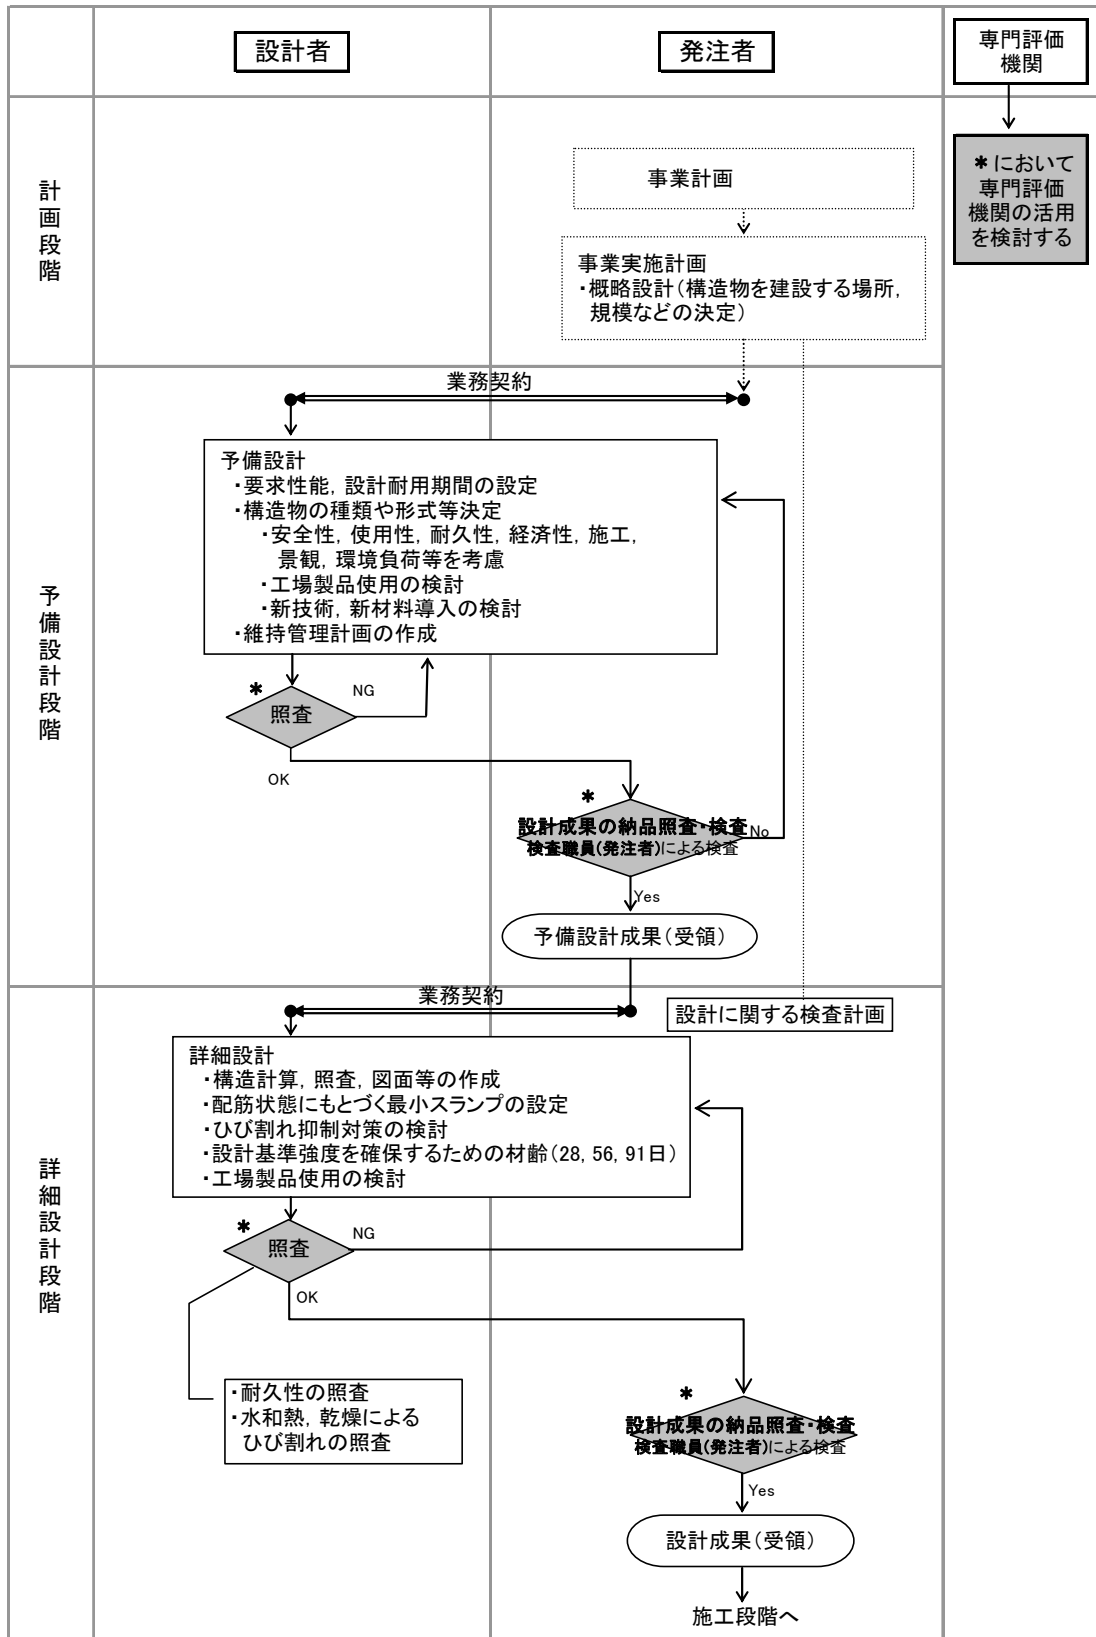 設計者
発注者
専門評価
機関
計画段階
事業計画
＊において
専門評価
機関の活用
を検討する
事業実施計画
・概略設計（構造物を建設する場所，
規模などの決定）
予備設計段階
業務契約
予備設計
・要求性能，設計耐用期間の設定
・構造物の種類や形式等決定
・安全性，使用性，耐久性，経済性，施工，
景観，環境負荷等を考慮
・工場製品使用の検討
・新技術，新材料導入の検討
・維持管理計画の作成
＊
NG
照査
OK
＊
設計成果の納品照査・検査
No
検査職員(発注者)による検査
Yes
予備設計成果（受領）
詳細設計段階
業務契約
設計に関する検査計画
詳細設計
・構造計算，照査，図面等の作成
・配筋状態にもとづく最小スランプの設定
・ひび割れ抑制対策の検討
・設計基準強度を確保するための材齢（28，56，91日）
・工場製品使用の検討
＊
NG
照査
OK
・耐久性の照査
・水和熱，乾燥による
ひび割れの照査
＊
設計成果の納品照査・検査
検査職員(発注者)による検査
Yes
設計成果（受領）
施工段階へ